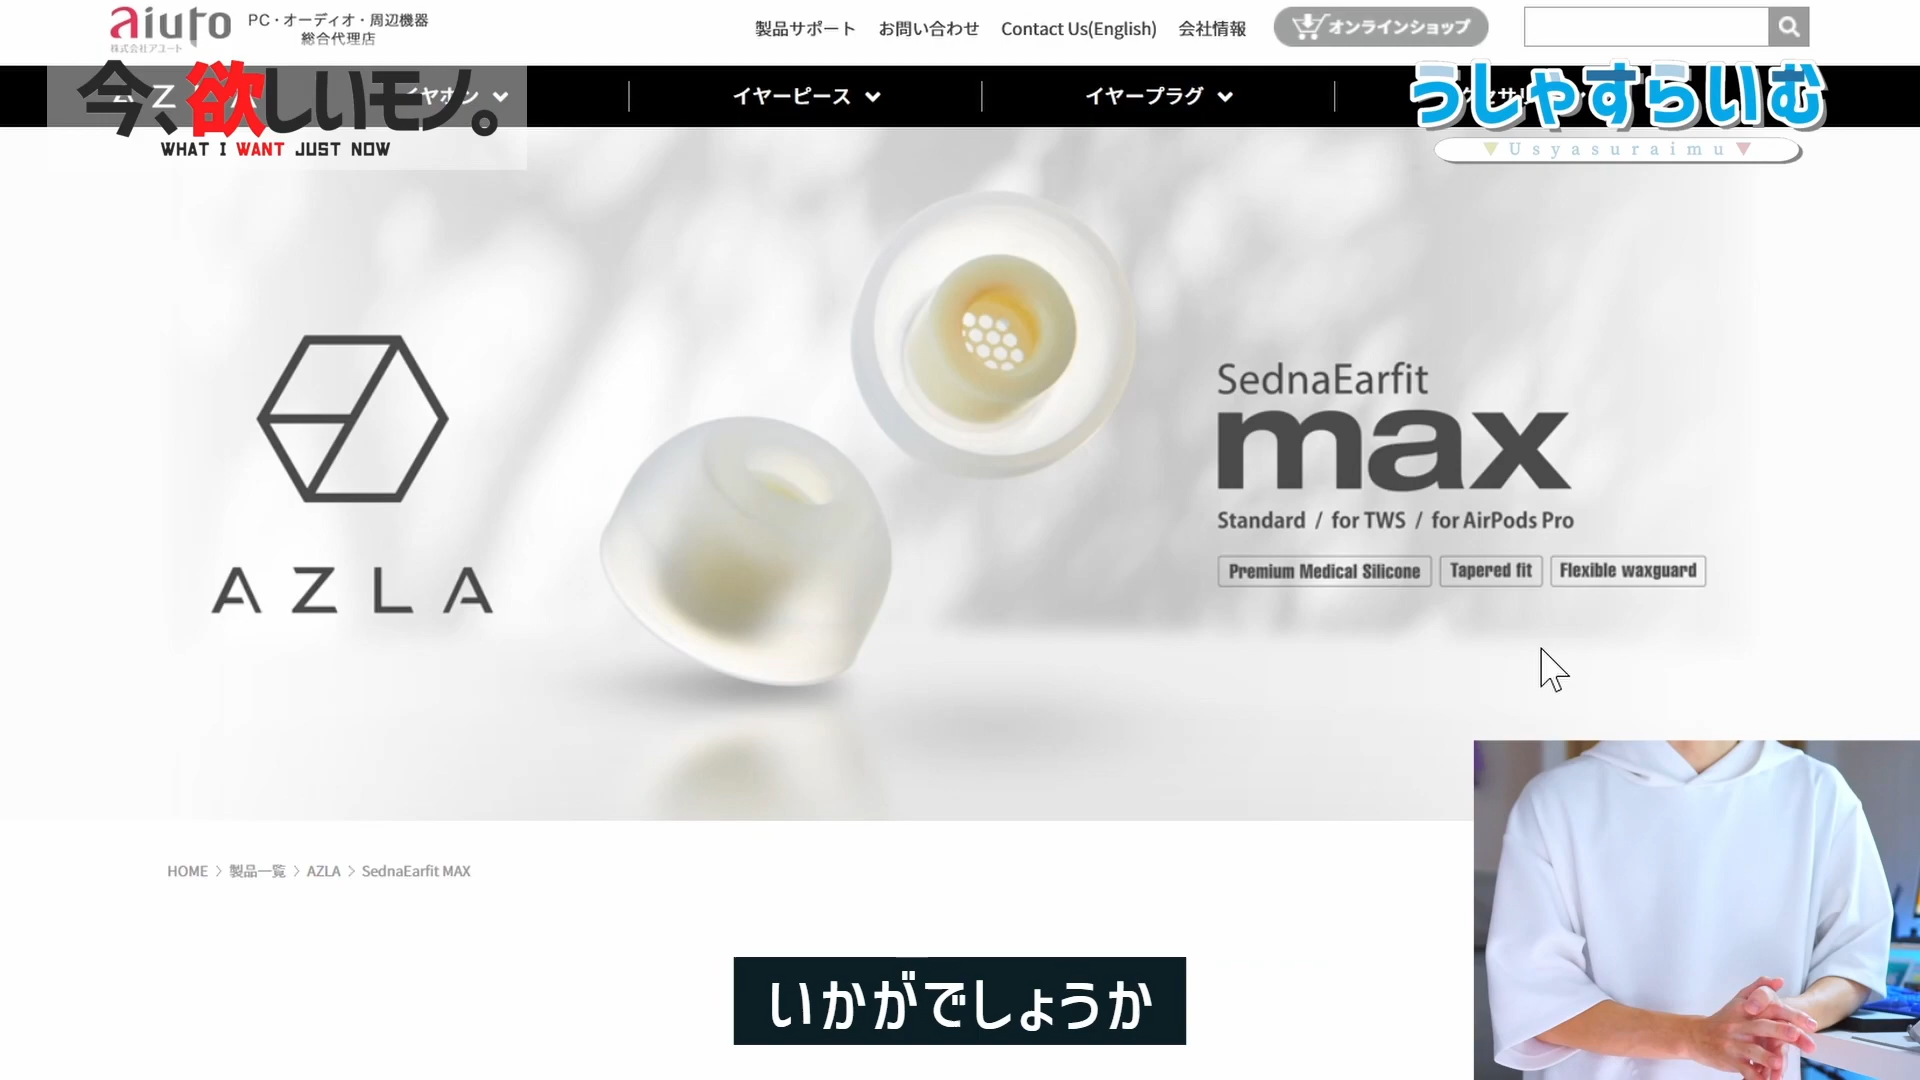 aiuto
株式会社アユート
PC・オーディオ・周辺機器
総合代理店
製品サポート
お問い合わせ
Contact Us(English)
会社情報
オンラインショップ
今、欲しいモノ。
WHAT I WANT JUST NOW
イヤホン
イヤーピース
イヤープラグ
うしゃすらいむ
Usyasuraimu
AZLA
SednaEarfit
max
Standard / for TWS / for AirPods Pro
Premium Medical Silicone
Tapered fit
Flexible waxguard
HOME > 製品一覧 > AZLA > SednaEarfit MAX
いかがでしょうか